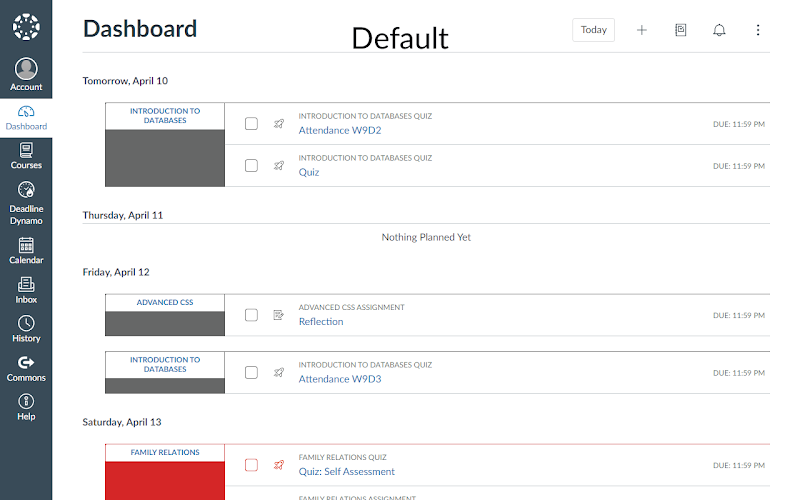 Dashboard
Default
Today
Account
Dashboard
Courses
Deadline
Dynamo
Calendar
Inbox
History
Commons
Help
Tomorrow, April 10
INTRODUCTION TO
DATABASES
INTRODUCTION TO DATABASES QUIZ
Attendance W9D2
DUE: 11:59 PM
INTRODUCTION TO DATABASES QUIZ
Quiz
DUE: 11:59 PM
Thursday, April 11
Nothing Planned Yet
Friday, April 12
ADVANCED CSS
ADVANCED CSS ASSIGNMENT
Reflection
DUE: 11:59 PM
INTRODUCTION TO
DATABASES
INTRODUCTION TO DATABASES QUIZ
Attendance W9D3
DUE: 11:59 PM
Saturday, April 13
FAMILY RELATIONS
FAMILY RELATIONS QUIZ
Quiz: Self Assessment
DUE: 11:59 PM
FAMILY RELATIONS ASSIGNMENT